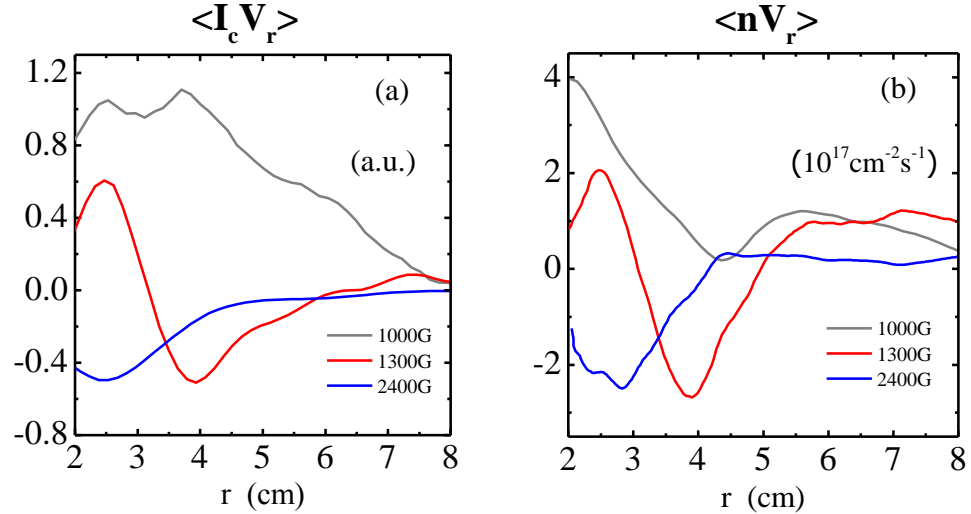 <I_c V_r>
<nV_r>
(a)
(a.u.)
1.2
0.8
0.4
0.0
-0.4
-0.8
1000G
1300G
2400G
2 3 4 5 6 7 8
r (cm)
(b)
(10^17cm^-2s^-1)
4
2
0
-2
1000G
1300G
2400G
2 3 4 5 6 7 8
r (cm)